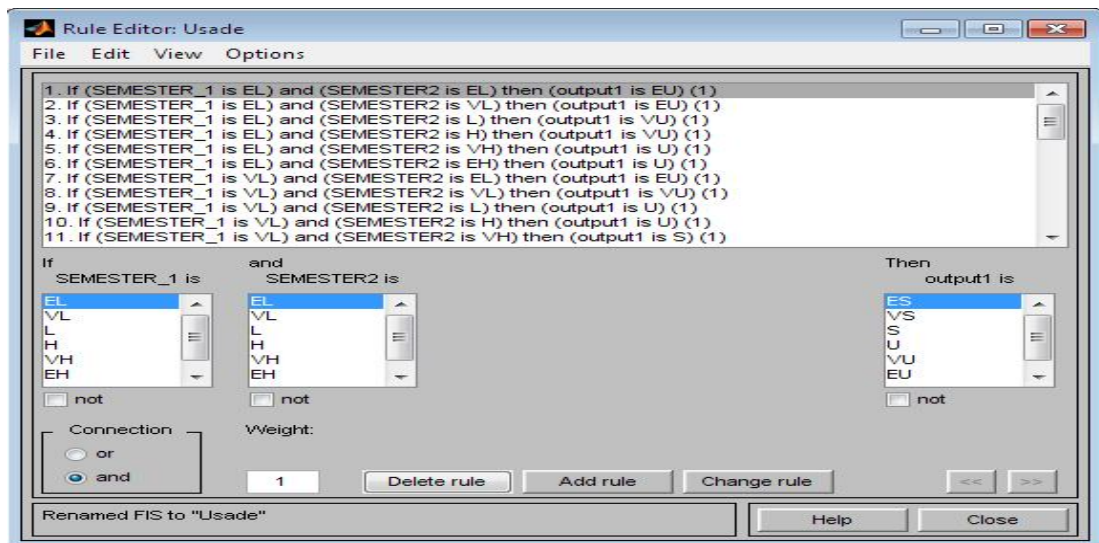 Rule Editor: Usade
File Edit View Options
1. If (SEMESTER_1 is EL) and (SEMESTER2 is EL) then (output1 is EU) (1)
2. If (SEMESTER_1 is EL) and (SEMESTER2 is VL) then (output1 is EU) (1)
3. If (SEMESTER_1 is EL) and (SEMESTER2 is L) then (output1 is VU) (1)
4. If (SEMESTER_1 is EL) and (SEMESTER2 is H) then (output1 is VU) (1)
5. If (SEMESTER_1 is EL) and (SEMESTER2 is VH) then (output1 is U) (1)
6. If (SEMESTER_1 is EL) and (SEMESTER2 is EH) then (output1 is U) (1)
7. If (SEMESTER_1 is VL) and (SEMESTER2 is EL) then (output1 is EU) (1)
8. If (SEMESTER_1 is VL) and (SEMESTER2 is VL) then (output1 is VU) (1)
9. If (SEMESTER_1 is VL) and (SEMESTER2 is L) then (output1 is U) (1)
10. If (SEMESTER_1 is VL) and (SEMESTER2 is H) then (output1 is U) (1)
11. If (SEMESTER_1 is VL) and (SEMESTER2 is VH) then (output1 is S) (1)
If and Then
SEMESTER_1 is SEMESTER2 is output1 is
EL EL ES
VL VL VS
L L S
H H U
VH VH VU
EH EH EU
not not not
Connection Weight:
or
and 1 Delete rule Add rule Change rule << >>
Renamed FIS to "Usade" Help Close